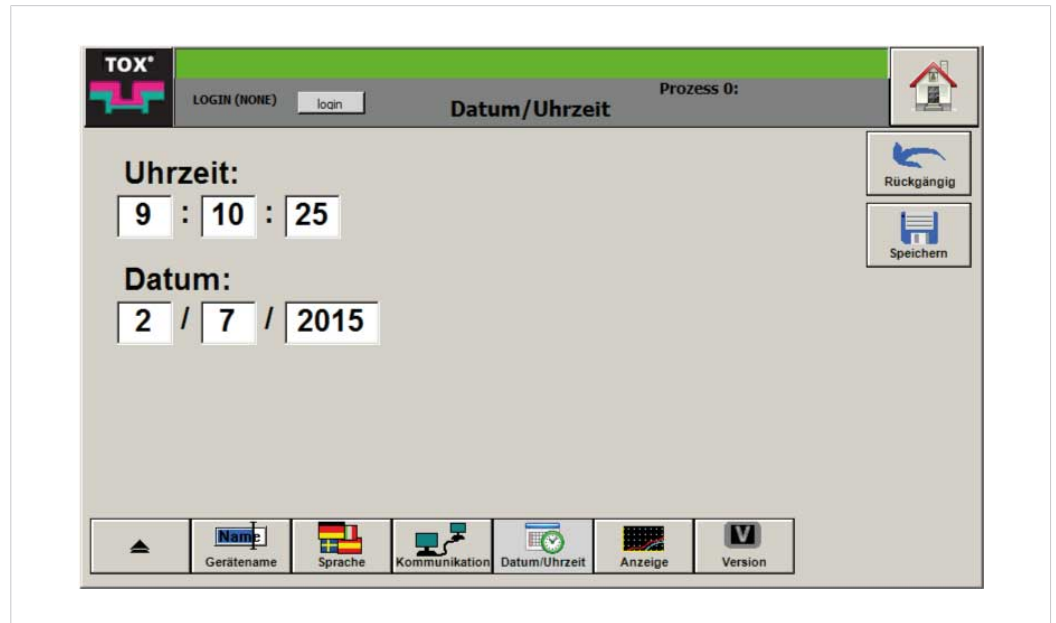 TOX®
LOGIN (NONE) login Datum/Uhrzeit Prozess 0:
Rückgängig
Speichern
Uhrzeit:
9 : 10 : 25
Datum:
2 / 7 / 2015
Name
Gerätename Sprache Kommunikation Datum/Uhrzeit Anzeige Version
V